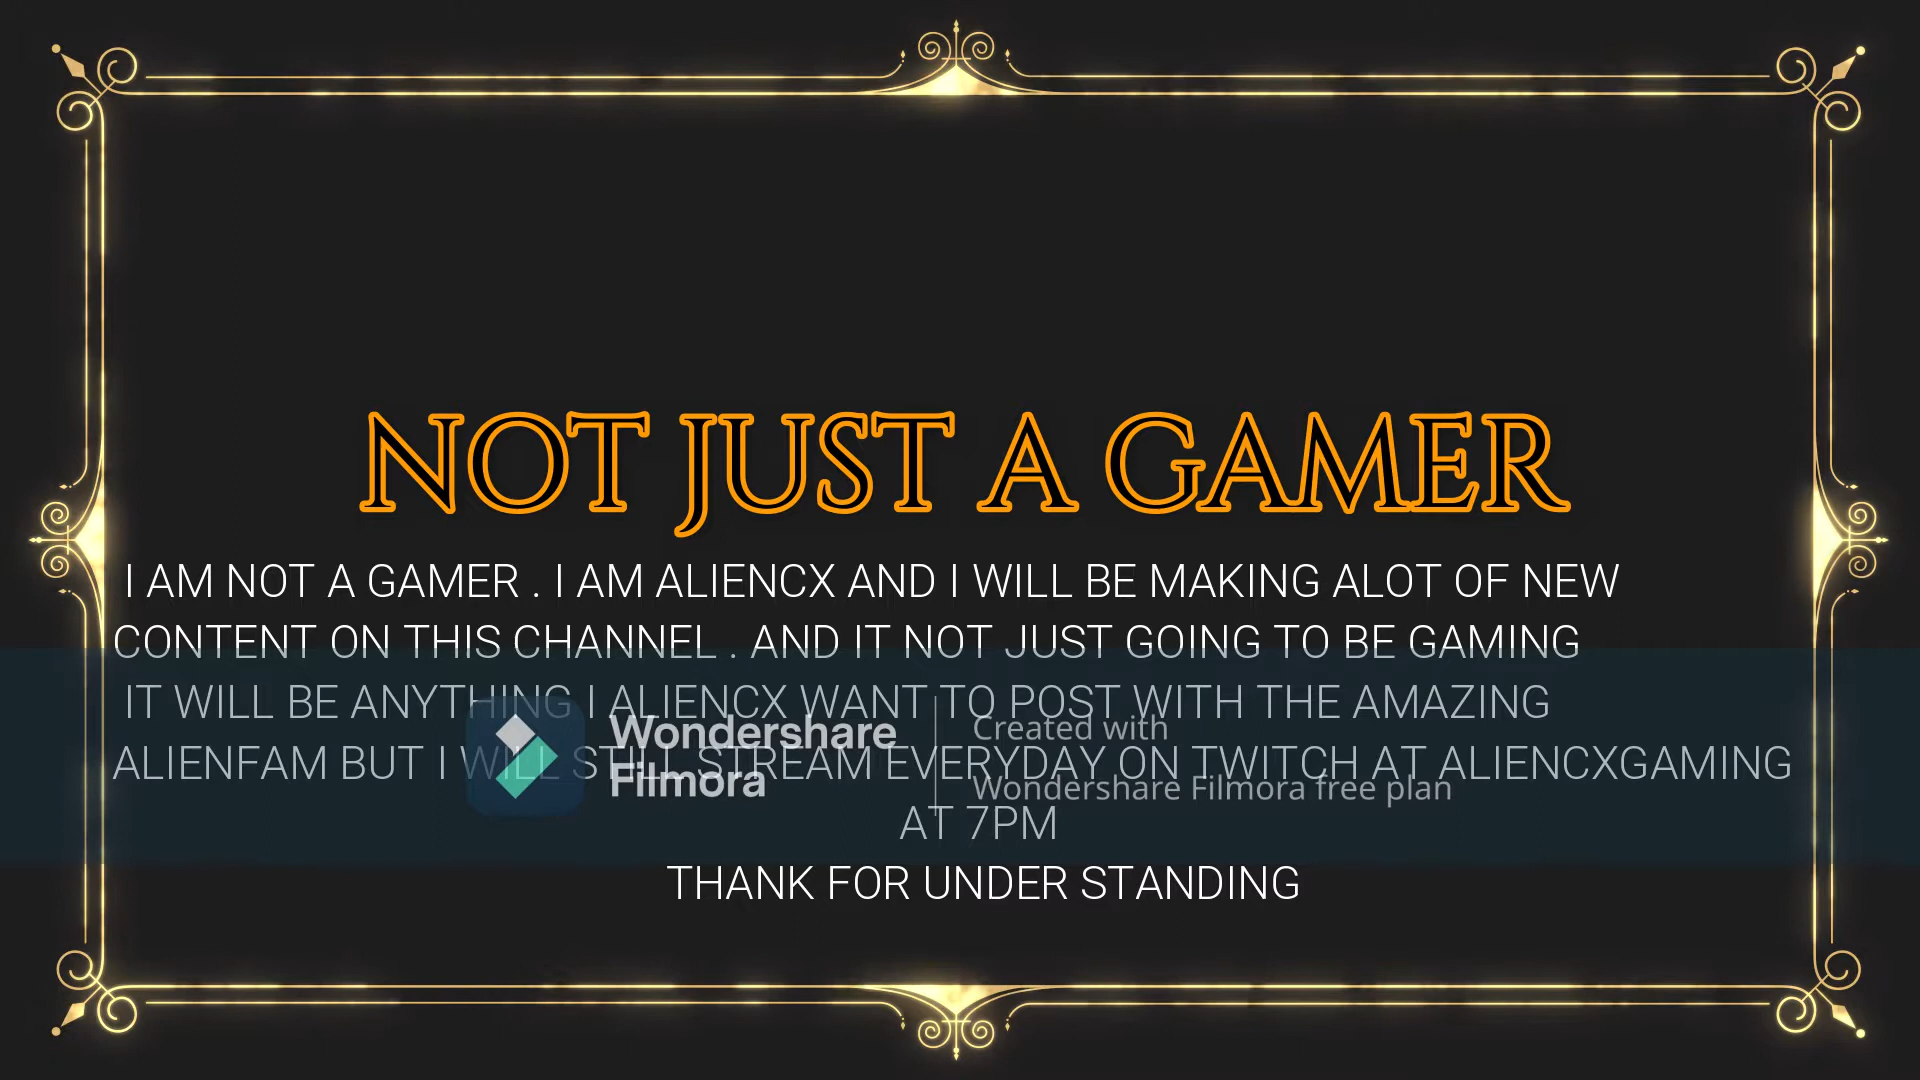 NOT JUST A GAMER
I AM NOT A GAMER . I AM ALIENCX AND I WILL BE MAKING ALOT OF NEW
CONTENT ON THIS CHANNEL . AND IT NOT JUST GOING TO BE GAMING
IT WILL BE ANYTHING I ALIENCX WANT TO POST WITH THE AMAZING
ALIENFAM BUT I WILL STILL STREAM EVERYDAY ON TWITCH AT ALIENCXGAMING
AT 7PM
THANK FOR UNDER STANDING
Wondershare
Filmora
Created with
Wondershare Filmora free plan